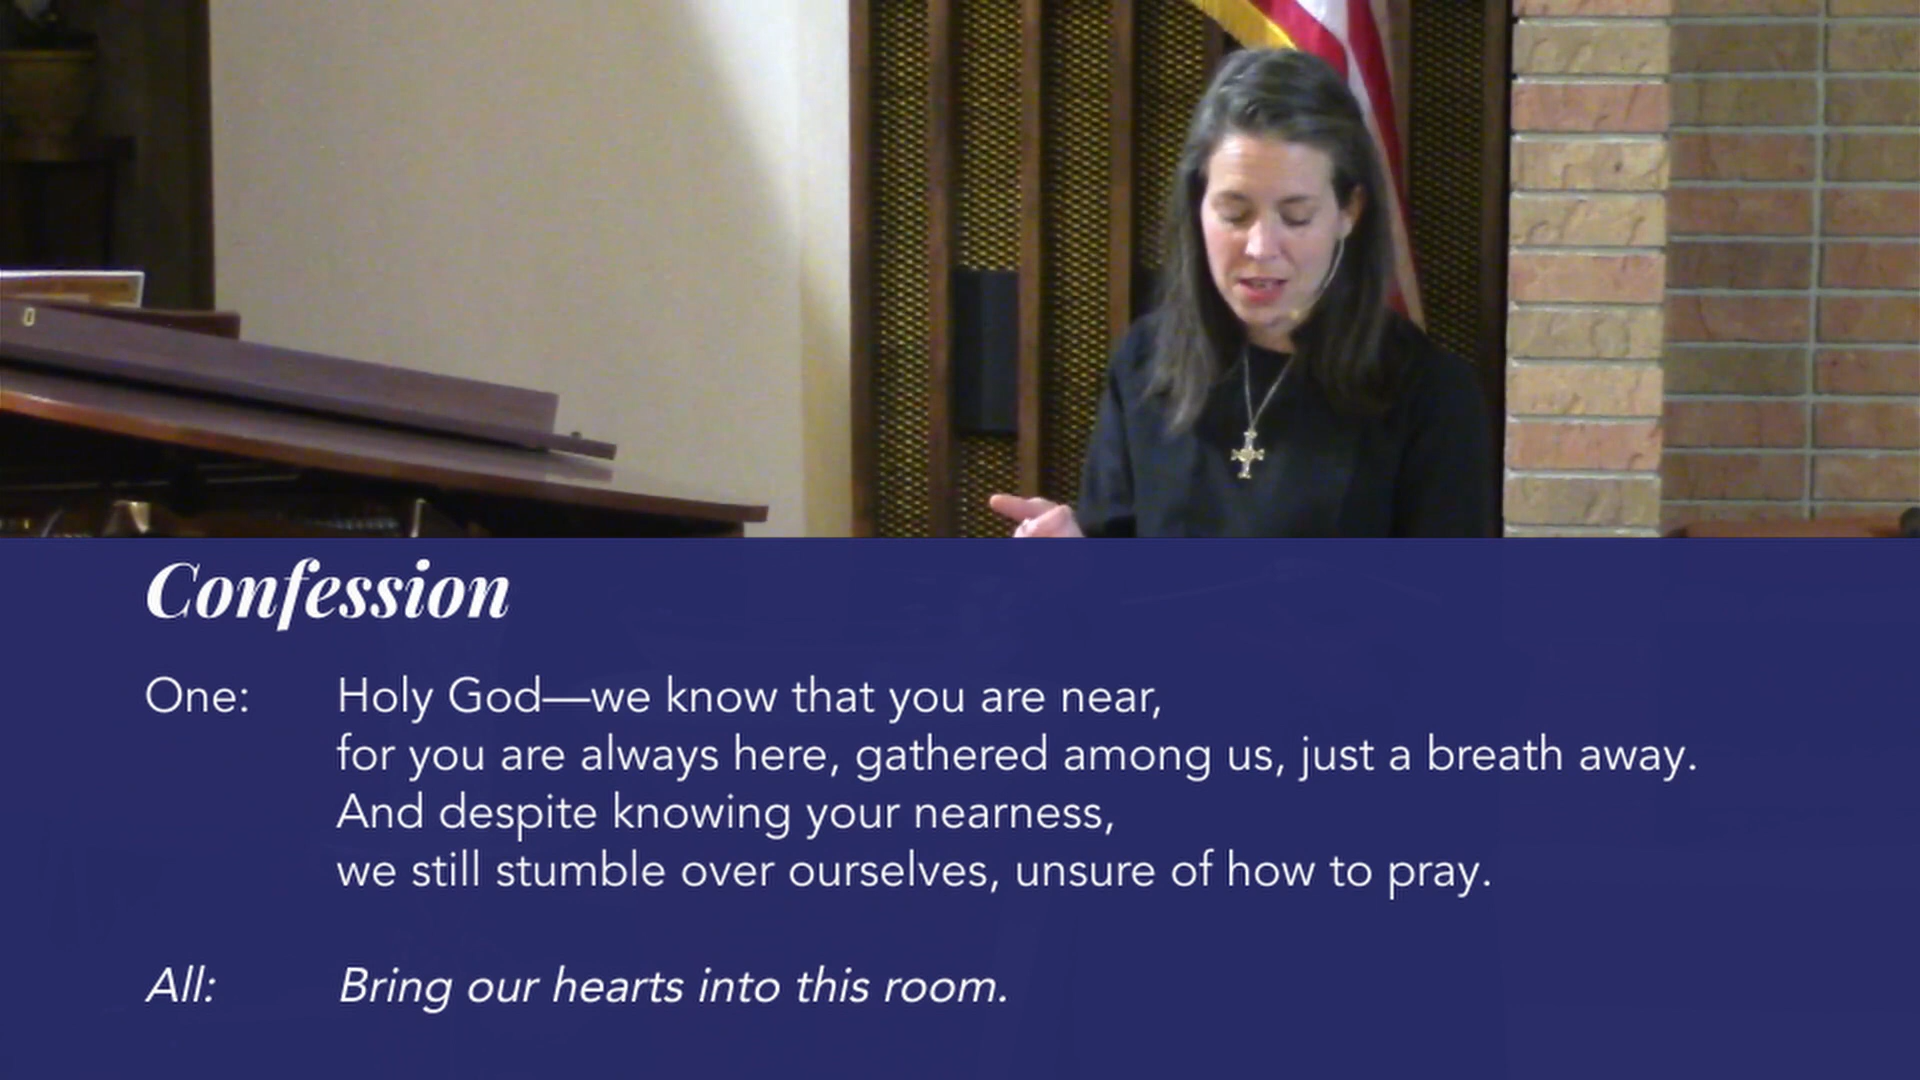 Confession
One: Holy God—we know that you are near,
for you are always here, gathered among us, just a breath away.
And despite knowing your nearness,
we still stumble over ourselves, unsure of how to pray.
All: Bring our hearts into this room.